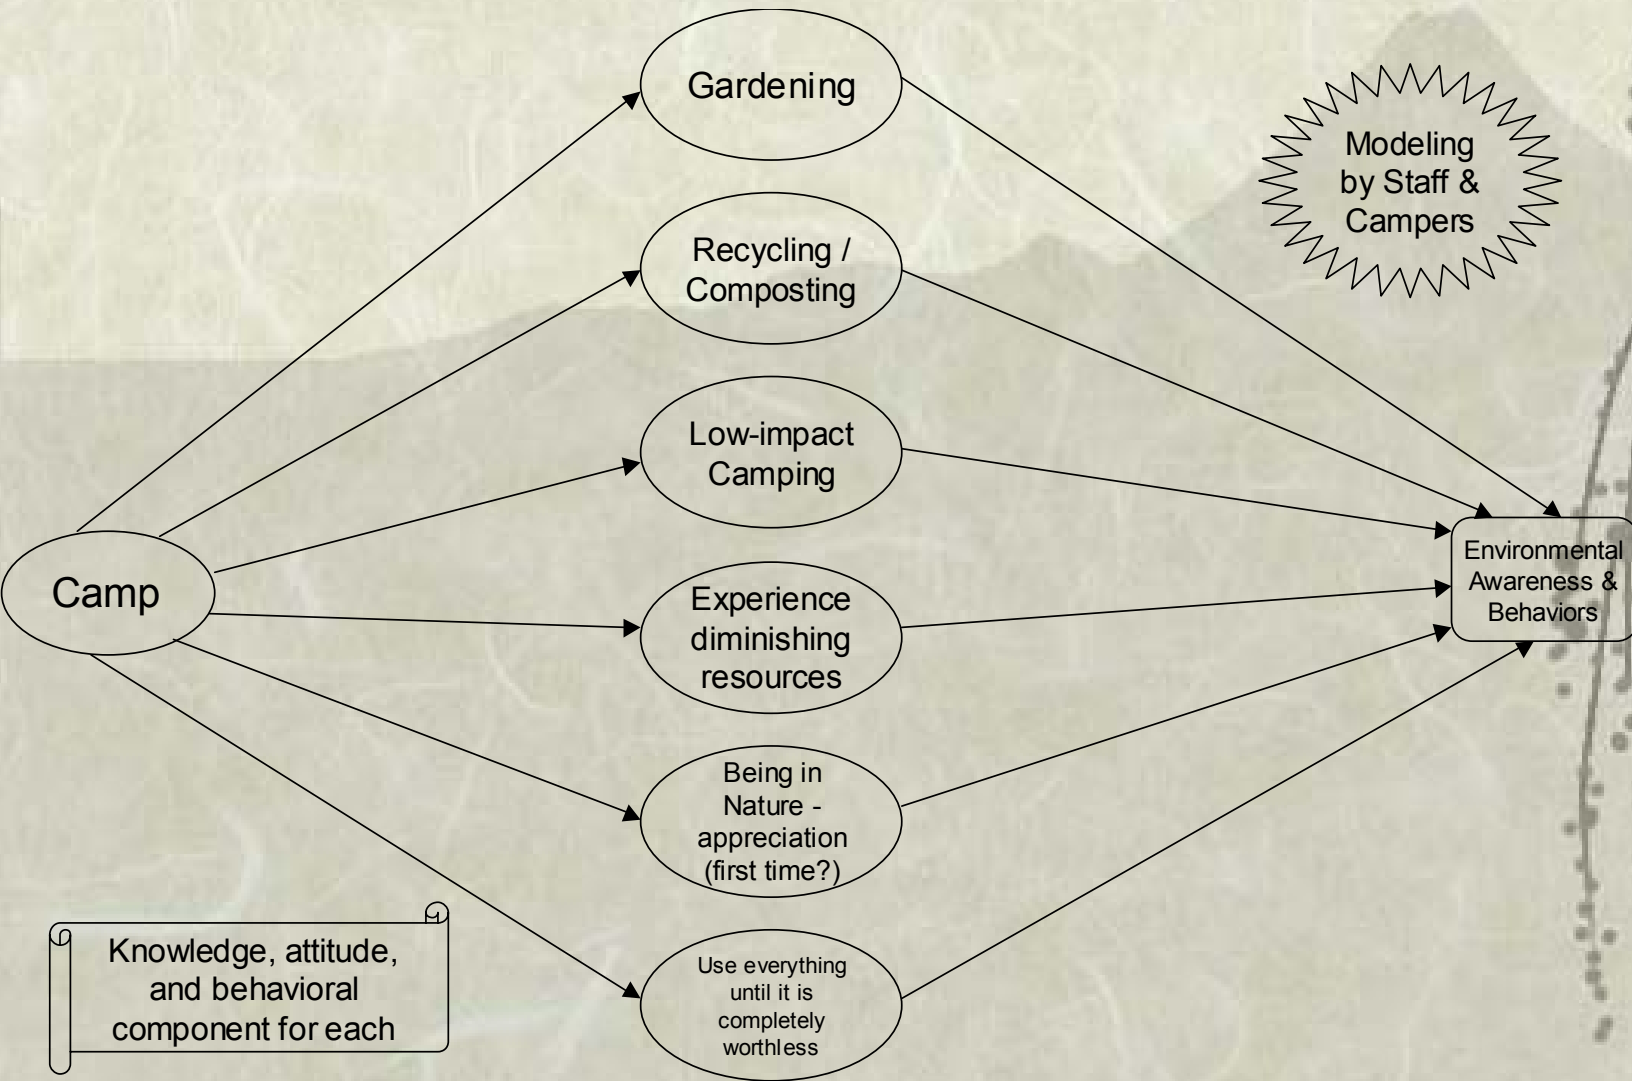 Gardening
Modeling
by Staff &
Campers
Recycling /
Composting
Low-impact
Camping
Camp
Experience
diminishing
resources
Environmental
Awareness &
Behaviors
Being in
Nature -
appreciation
(first time?)
Knowledge, attitude,
and behavioral
component for each
Use everything
until it is
completely
worthless